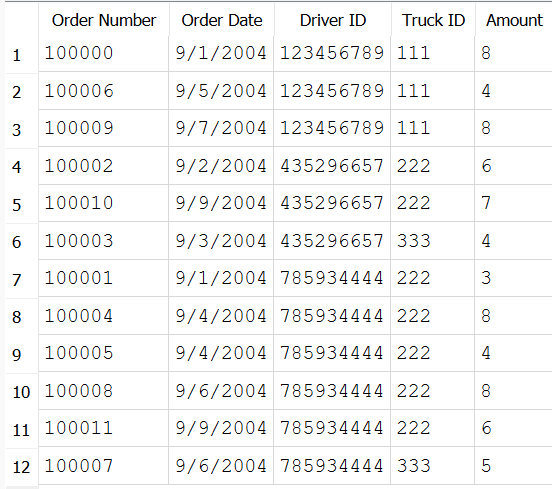 Order Number Order Date Driver ID Truck ID Amount
1 100000 9/1/2004 123456789 111 8
2 100006 9/5/2004 123456789 111 4
3 100009 9/7/2004 123456789 111 8
4 100002 9/2/2004 435296657 222 6
5 100010 9/9/2004 435296657 222 7
6 100003 9/3/2004 435296657 333 4
7 100001 9/1/2004 785934444 222 3
8 100004 9/4/2004 785934444 222 8
9 100005 9/4/2004 785934444 222 4
10 100008 9/6/2004 785934444 222 8
11 100011 9/9/2004 785934444 222 6
12 100007 9/6/2004 785934444 333 5